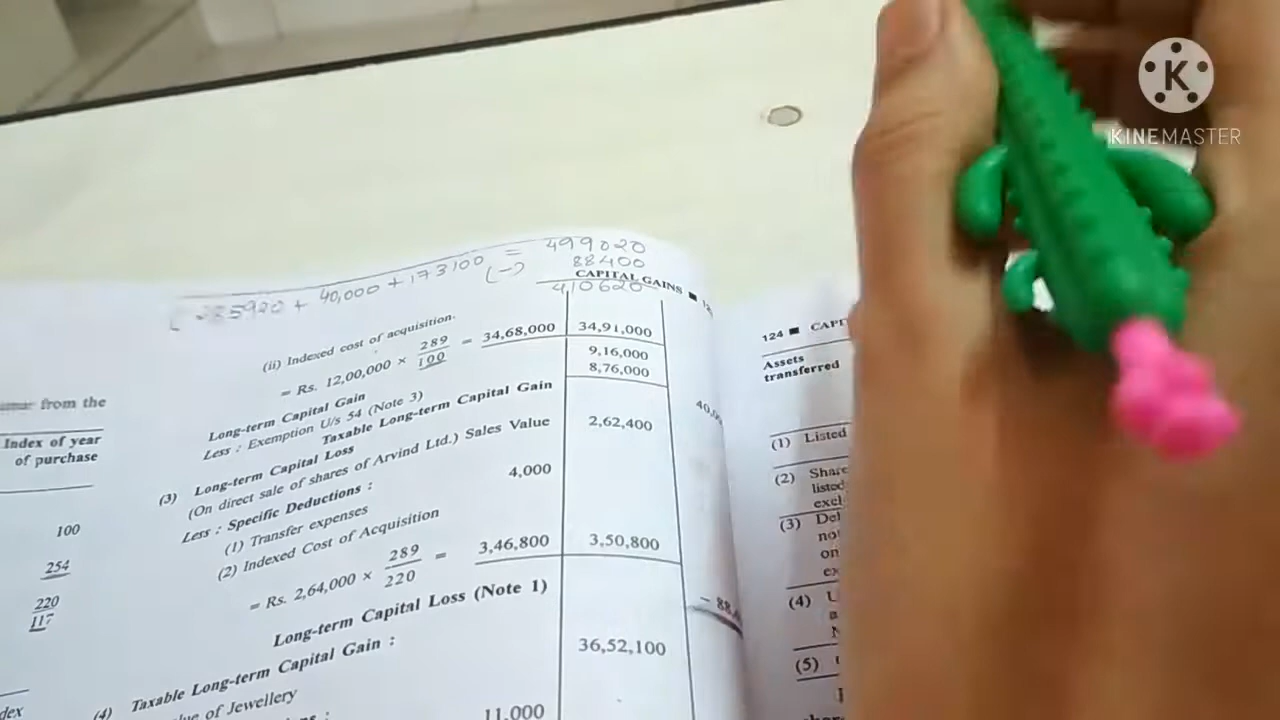 KINEMASTER
499020
+ 40,000 + 173100 = (-) 88400
410620
CAPITAL GAINS ■
(ii) Indexed cost of acquisition.
= Rs. 12,00,000 × 289/100 = 34,68,000 34,91,000
Long-term Capital Gain 9,16,000
Less : Exemption U/s 54 (Note 3) 8,76,000
Taxable Long-term Capital Gain
(3) Long-term Capital Loss
(On direct sale of shares of Arvind Ltd.) Sales Value 2,62,400
Less : Specific Deductions :
(1) Transfer expenses 4,000
(2) Indexed Cost of Acquisition
= Rs. 2,64,000 × 289/220 = 3,46,800 3,50,800
Long-term Capital Loss (Note 1)
(4) Taxable Long-term Capital Gain :
of Jewellery 36,52,100
11,000
from the
Index of year
of purchase
100
254
220
117
124 ■
Assets
transferred
(1) Listed
(2)
(3)
(4)
(5)